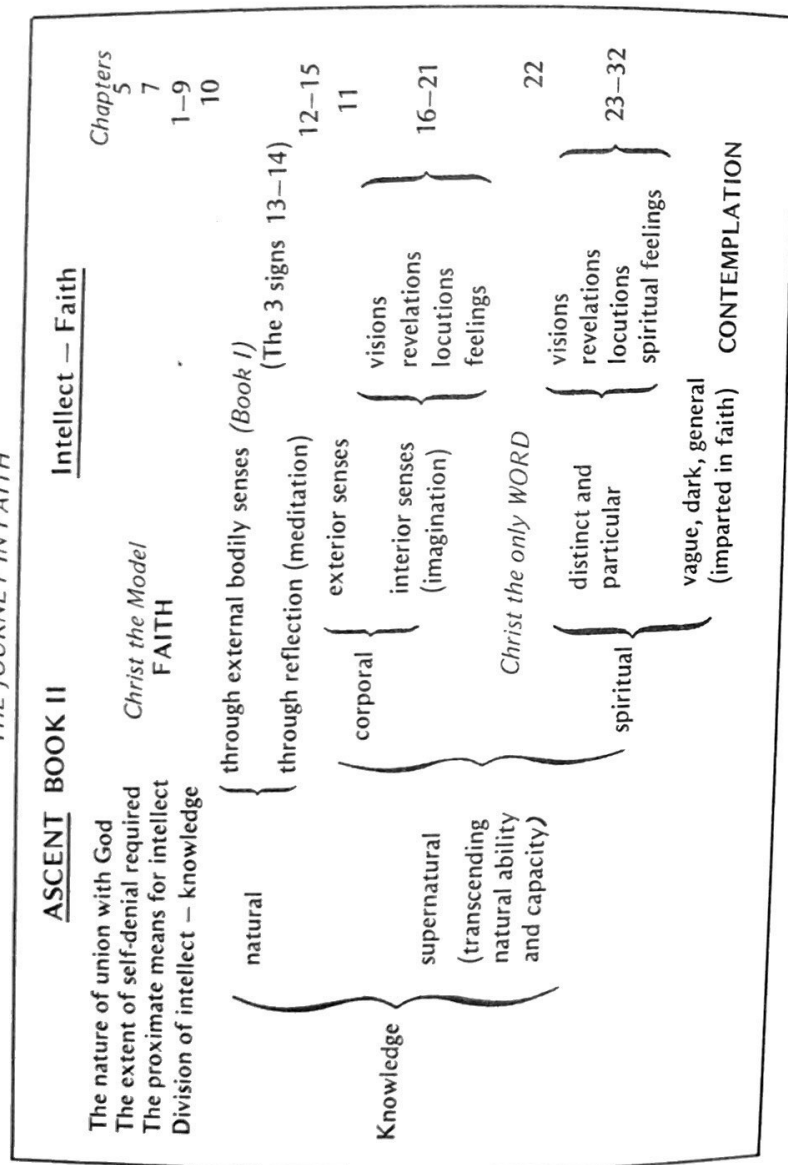 THE JOURNEY IN FAITH
ASCENT BOOK II
Intellect – Faith
Chapters
The nature of union with God 5
The extent of self-denial required Christ the Model 7
The proximate means for intellect FAITH 1–9
Division of intellect – knowledge 10
Knowledge
natural
through external bodily senses (Book I)
(The 3 signs 13–14)
through reflection (meditation) 12–15
supernatural
(transcending
natural ability
and capacity)
corporal
exterior senses 11
interior senses
(imagination)
visions
revelations
locutions
feelings
16–21
Christ the only WORD 22
spiritual
distinct and
particular
visions
revelations
locutions
spiritual feelings
23–32
vague, dark, general
(imparted in faith) CONTEMPLATION